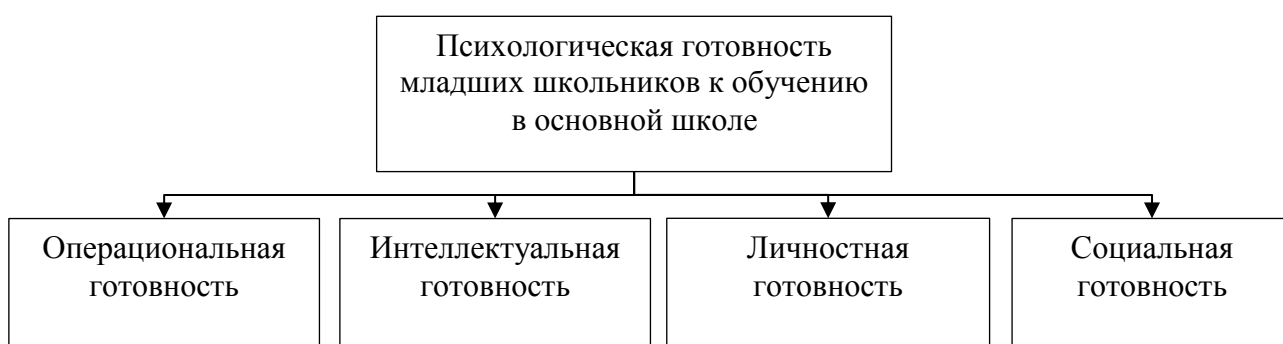 Психологическая готовность
младших школьников к обучению
в основной школе
Операциональная
готовность
Интеллектуальная
готовность
Личностная
готовность
Социальная
готовность